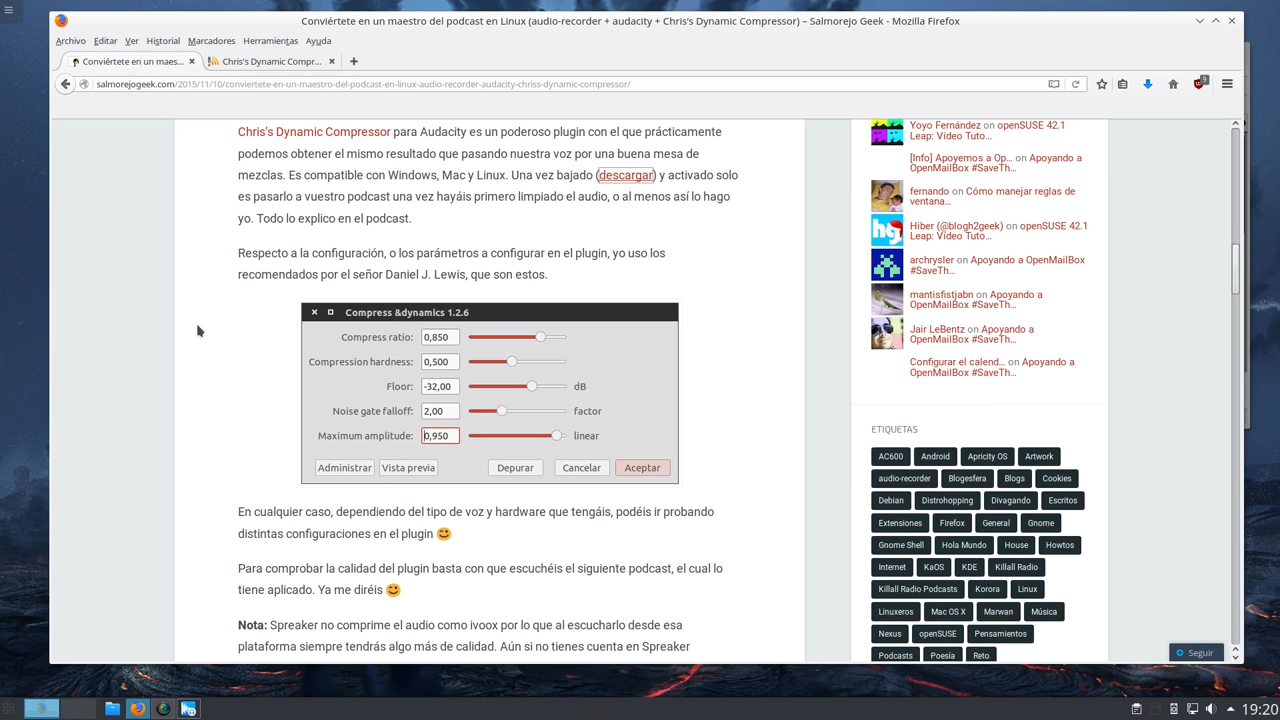 Conviértete en un maestro del podcast en Linux (audio-recorder + audacity + Chris's Dynamic Compressor) – Salmorejo Geek - Mozilla Firefox
Archivo Editar Ver Historial Marcadores Herramientas Ayuda
Conviértete en un maes...
Chris's Dynamic Compr...
salmorejogeek.com/2015/11/10/conviertete-en-un-maestro-del-podcast-en-linux-audio-recorder-audacity-chriss-dynamic-compressor/
9
Chris's Dynamic Compressor para Audacity es un poderoso plugin con el que prácticamente
podemos obtener el mismo resultado que pasando nuestra voz por una buena mesa de
mezclas. Es compatible con Windows, Mac y Linux. Una vez bajado (descargar) y activado solo
es pasarlo a vuestro podcast una vez hayáis primero limpiado el audio, o al menos así lo hago
yo. Todo lo explico en el podcast.
Respecto a la configuración, o los parámetros a configurar en el plugin, yo uso los
recomendados por el señor Daniel J. Lewis, que son estos.
Compress &dynamics 1.2.6
Compress ratio: 0,850
Compression hardness: 0,500
Floor: -32,00 dB
Noise gate falloff: 2,00 factor
Maximum amplitude: 0,950 linear
Administrar Vista previa Depurar Cancelar Aceptar
En cualquier caso, dependiendo del tipo de voz y hardware que tengáis, podéis ir probando
distintas configuraciones en el plugin
Para comprobar la calidad del plugin basta con que escuchéis el siguiente podcast, el cual lo
tiene aplicado. Ya me diréis
Nota: Spreaker no comprime el audio como ivoox por lo que al escucharlo desde esa
plataforma siempre tendrás algo más de calidad. Aún si no tienes cuenta en Spreaker
Yoyo Fernández on openSUSE 42.1
Leap: Vídeo Tuto...
[Info] Apoyemos a Op... on Apoyando a
OpenMailBox #SaveTh...
fernando on Cómo manejar reglas de
ventana...
Hiber (@blogh2geek) on openSUSE 42.1
Leap: Vídeo Tuto...
archrysler on Apoyando a OpenMailBox
#SaveTh...
mantisfistjabn on Apoyando a
OpenMailBox #SaveTh...
Jair LeBentz on Apoyando a
OpenMailBox #SaveTh...
Configurar el calend... on Apoyando a
OpenMailBox #SaveTh...
ETIQUETAS
AC600 Android Apricity OS Artwork
audio-recorder Blogesfera Blogs Cookies
Debian Distrohopping Divagando Escritos
Extensiones Firefox General Gnome
Gnome Shell Hola Mundo House Howtos
Internet KaOS KDE Killall Radio
Killall Radio Podcasts Korora Linux
Linuxeros Mac OS X Marwan Música
Nexus openSUSE Pensamientos
Podcasts Poesía Reto
Seguir
19:20